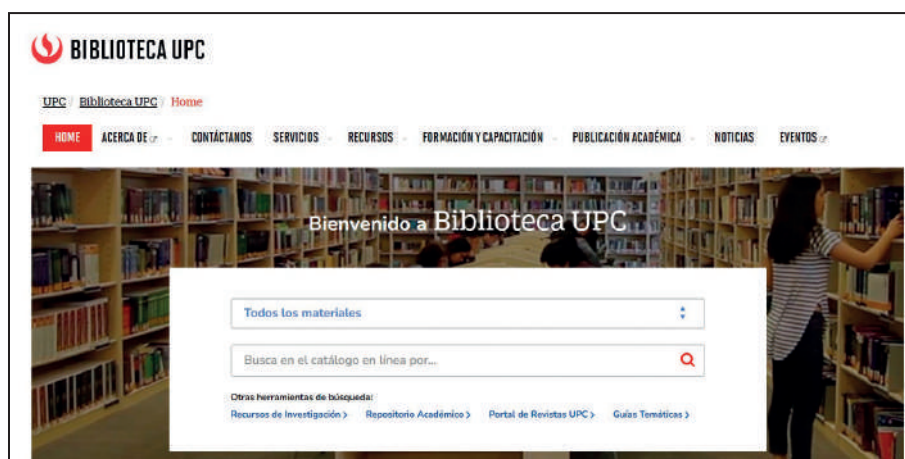 BIBLIOTECA UPC
UPC / Biblioteca UPC / Home
HOME ACERCA DE CONTÁCTANOS SERVICIOS RECURSOS FORMACIÓN Y CAPACITACIÓN PUBLICACIÓN ACADÉMICA NOTICIAS EVENTOS
Bienvenido a Biblioteca UPC
Todos los materiales
Busca en el catálogo en línea por...
Otras herramientas de búsqueda:
Recursos de Investigación > Repositorio Académico > Portal de Revistas UPC > Guías Temáticas >